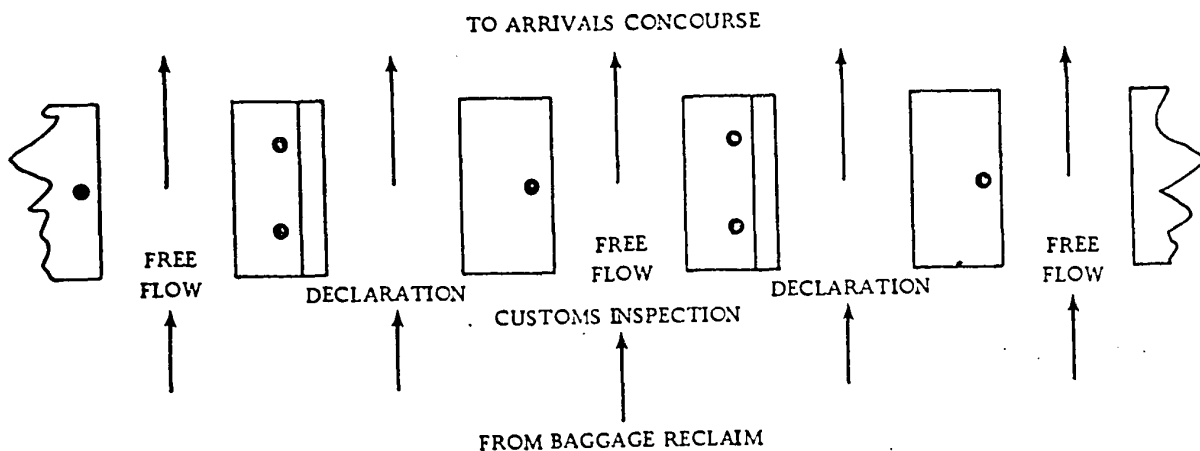 TO ARRIVALS CONCOURSE
FREE
FLOW
DECLARATION
FREE
FLOW
DECLARATION
FREE
FLOW
CUSTOMS INSPECTION
FROM BAGGAGE RECLAIM